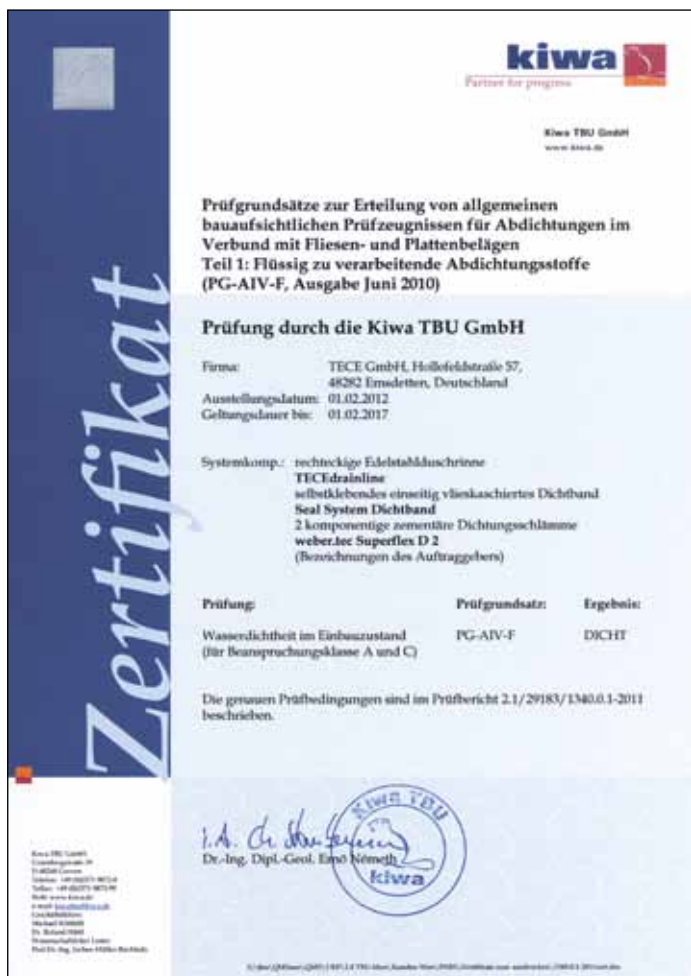 kiwa
Partner for progress
Kiwa TBU GmbH
www.kiwa.de
Prüfgrundsätze zur Erteilung von allgemeinen
bauaufsichtlichen Prüfzeugnissen für Abdichtungen im
Verbund mit Fliesen- und Plattenbelägen
Teil 1: Flüssig zu verarbeitende Abdichtungsstoffe
(PG-AIV-F, Ausgabe Juni 2010)
Zertifikat
Prüfung durch die Kiwa TBU GmbH
Firma: TECE GmbH, Hollefeldstraße 57,
48282 Emsdetten, Deutschland
Ausstellungsdatum: 01.02.2012
Geltungsdauer bis: 01.02.2017
Systemkomp.: rechteckige Edelstahlduschrinne
TECEdrainline
selbstklebendes einseitig vlieskaschiertes Dichtband
Seal System Dichtband
2 komponentige zementäre Dichtungsschlämme
weber.tec Superflex D 2
(Bezeichnungen des Auftraggebers)
Prüfung: Prüfgrundsatz: Ergebnis:
Wasserdichtheit im Einbauzustand PG-AIV-F DICHT
(für Beanspruchungsklasse A und C)
Die genauen Prüfbedingungen sind im Prüfbericht 2.1/29183/1340.0.1-2011
beschrieben.
Kiwa TBU
kiwa
Dr.-Ing. Dipl.-Geol. Ernö Németh
Kiwa TBU GmbH